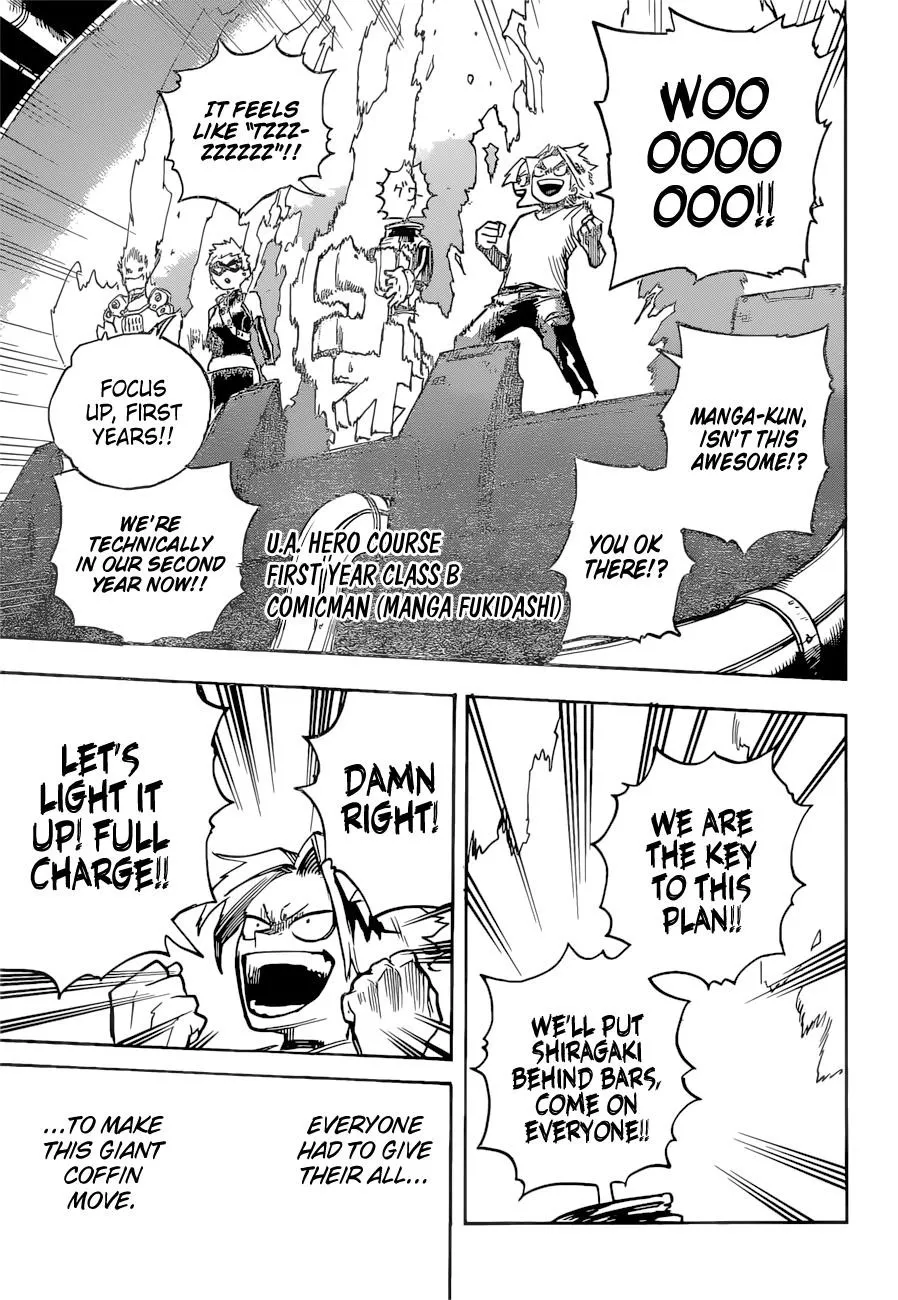 WOO
OOOO
OOO!!
IT FEELS
LIKE "TZZZ-
ZZZZZZ"!!
MANGA-KUN,
ISN'T THIS
AWESOME!?
YOU OK
THERE!?
FOCUS
UP, FIRST
YEARS!!
WE'RE
TECHNICALLY
IN OUR SECOND
YEAR NOW!!
U.A. HERO COURSE
FIRST YEAR CLASS B
COMICMAN (MANGA FUKIDASHI)
WE ARE
THE KEY
TO THIS
PLAN!!
WE'LL PUT
SHIRAGAKI
BEHIND BARS,
COME ON
EVERYONE!!
DAMN
RIGHT!
LET'S
LIGHT IT
UP! FULL
CHARGE!!
EVERYONE
HAD TO GIVE
THEIR ALL...
...TO MAKE
THIS GIANT
COFFIN
MOVE.